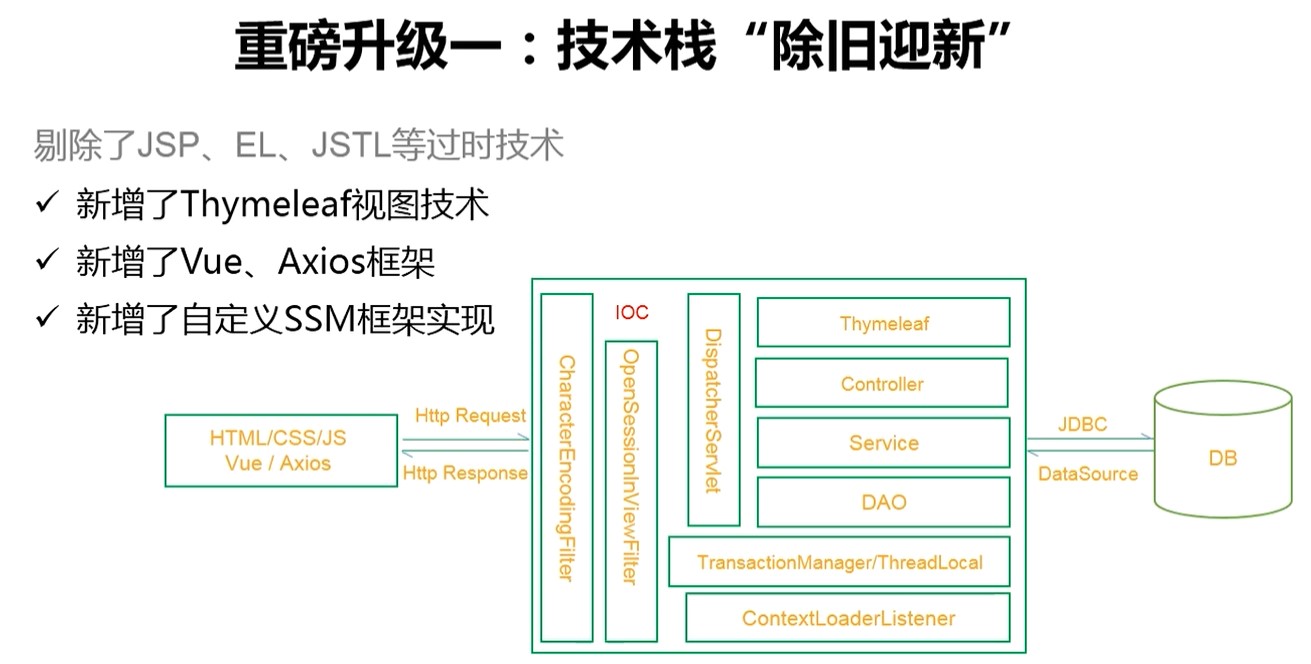 重磅升级一：技术栈“除旧迎新”
剔除了JSP、EL、JSTL等过时技术
✓ 新增了Thymeleaf视图技术
✓ 新增了Vue、Axios框架
✓ 新增了自定义SSM框架实现
HTML/CSS/JS
Vue / Axios
Http Request
Http Response
CharacterEncodingFilter
IOC
OpenSessionInViewFilter
DispatcherServlet
Thymeleaf
Controller
Service
DAO
TransactionManager/ThreadLocal
ContextLoaderListener
JDBC
DataSource
DB